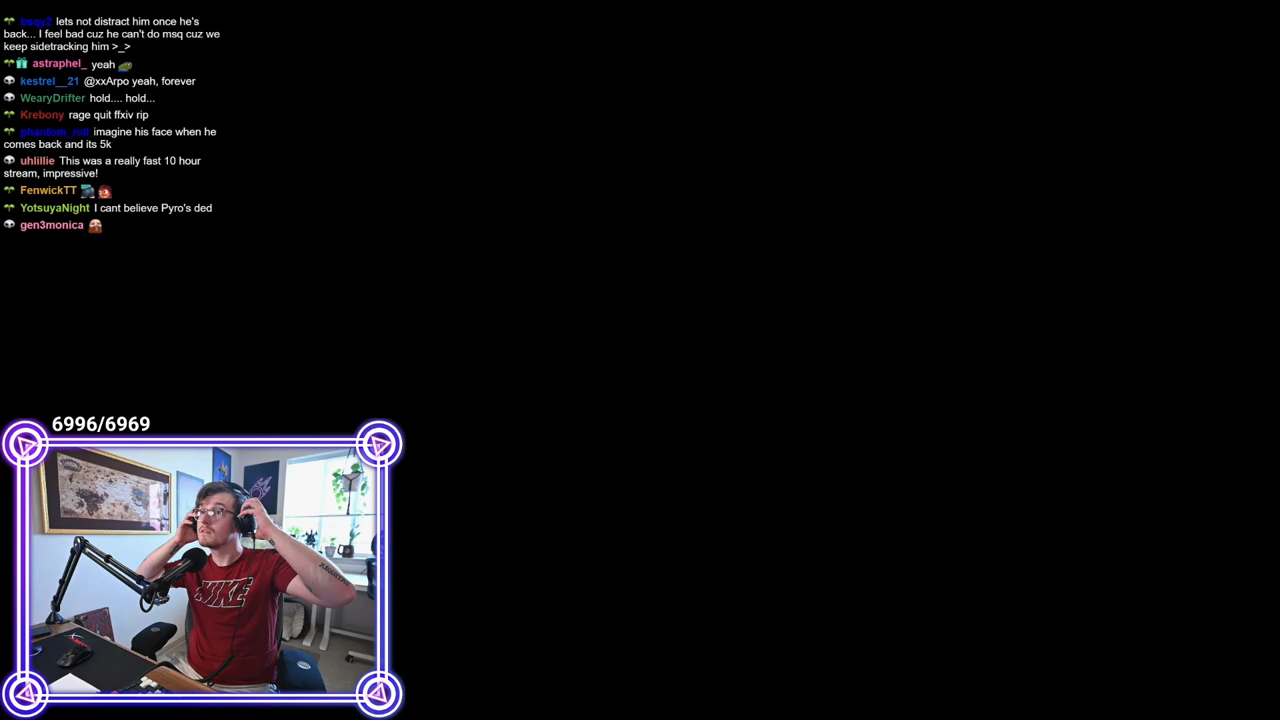 bsqy2 lets not distract him once he's
back... I feel bad cuz he can't do msq cuz we
keep sidetracking him >_>
astraphel_ yeah
kestrel__21 @xxArpo yeah, forever
WearyDrifter hold.... hold...
Krebony rage quit ffxiv rip
phantom_roll imagine his face when he
comes back and its 5k
uhlillie This was a really fast 10 hour
stream, impressive!
FenwickTT
YotsuyaNight I cant believe Pyro's ded
gen3monica
6996/6969
NIKE